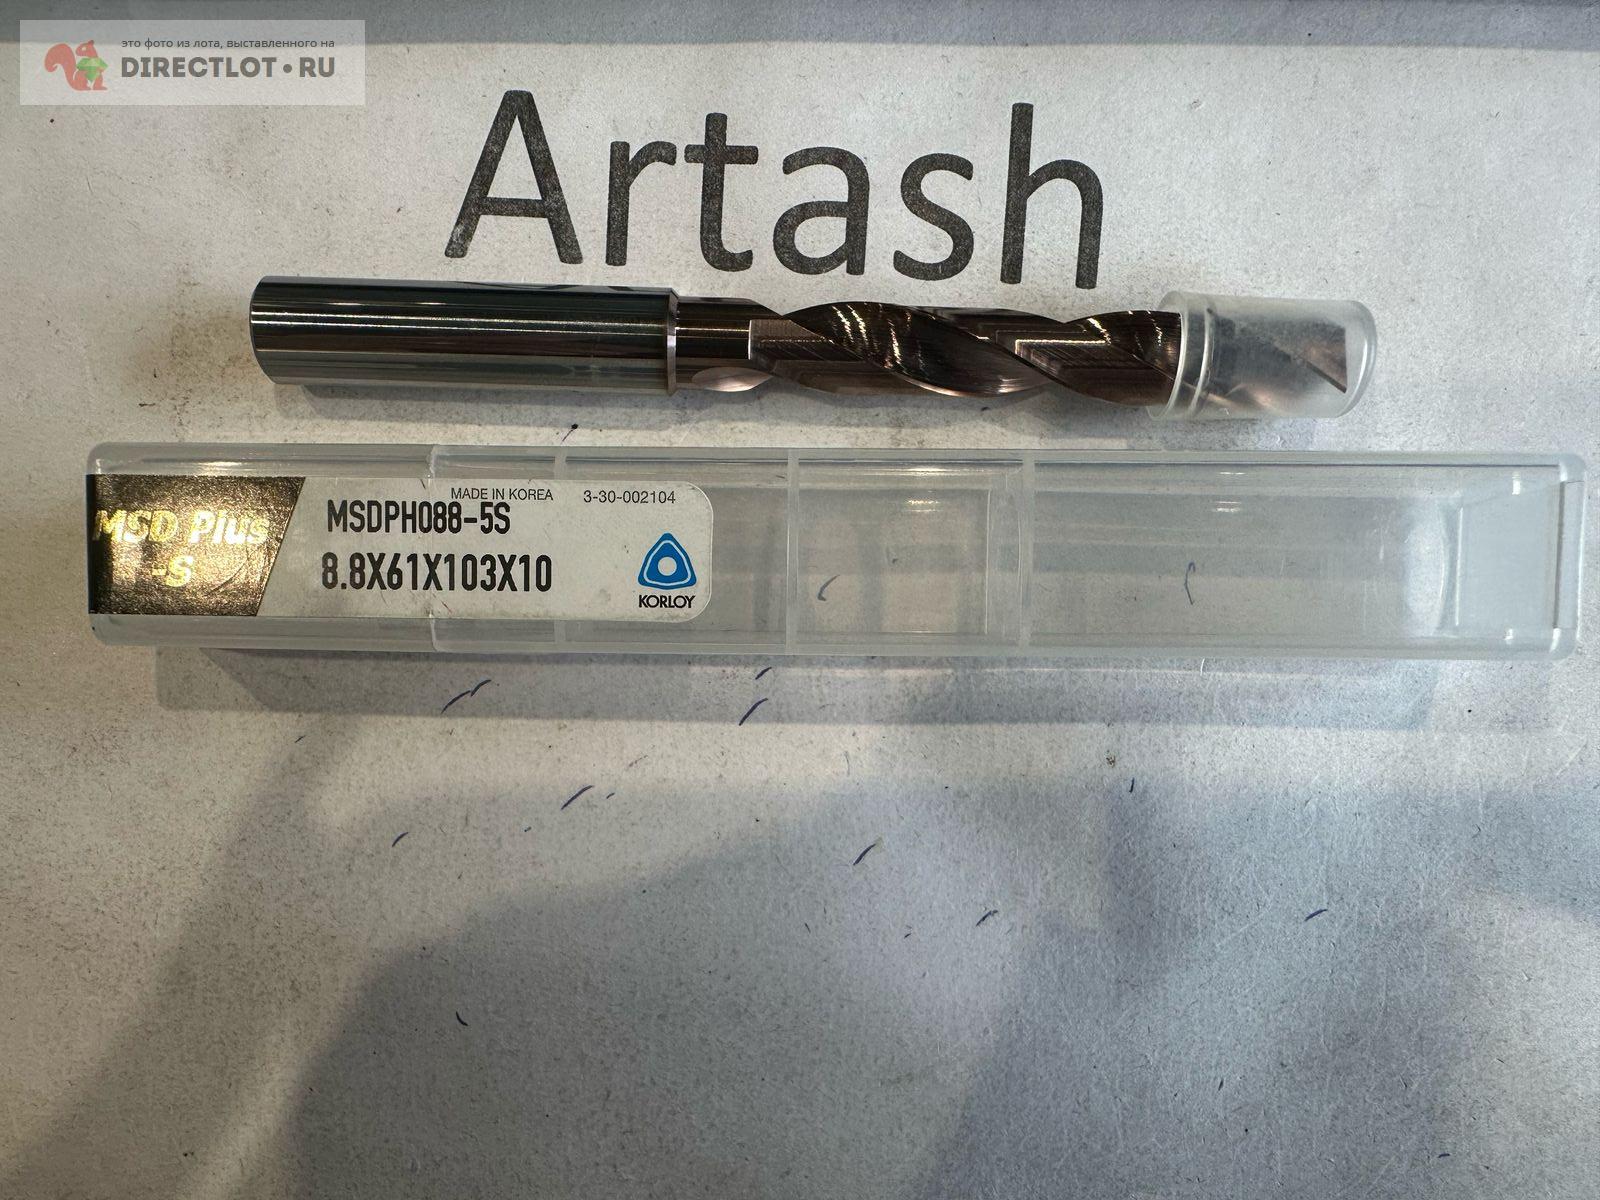 это фото из лота, выставленного на
DIRECTLOT•RU
Artash
MSD Plus
-S
MADE IN KOREA 3-30-002104
MSDPH088-5S
8.8X61X103X10
KORLOY